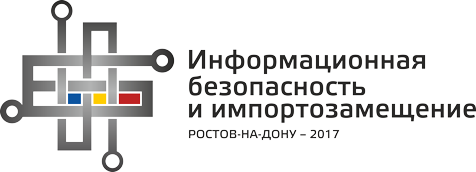 Информационная
безопасность
и импортозамещение
РОСТОВ-НА-ДОНУ – 2017